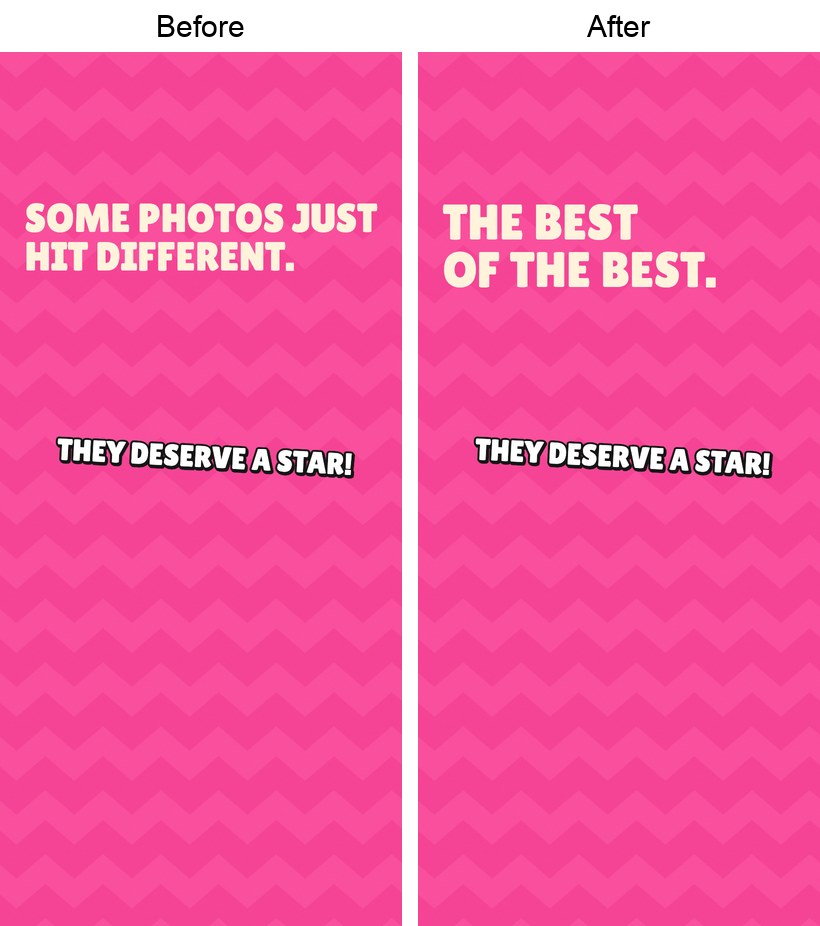 Before
After
SOME PHOTOS JUST
HIT DIFFERENT.
THEY DESERVE A STAR!
THE BEST
OF THE BEST.
THEY DESERVE A STAR!